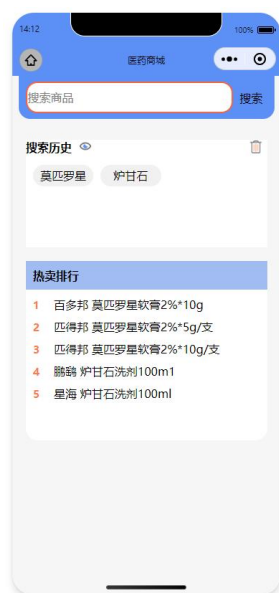 14:12
100%
医药商城
搜索商品
搜索
搜索历史
莫匹罗星 炉甘石
热卖排行
1 百多邦 莫匹罗星软膏2%*10g
2 匹得邦 莫匹罗星软膏2%*5g/支
3 匹得邦 莫匹罗星软膏2%*10g/支
4 鹏鹞 炉甘石洗剂100m1
5 星海 炉甘石洗剂100ml